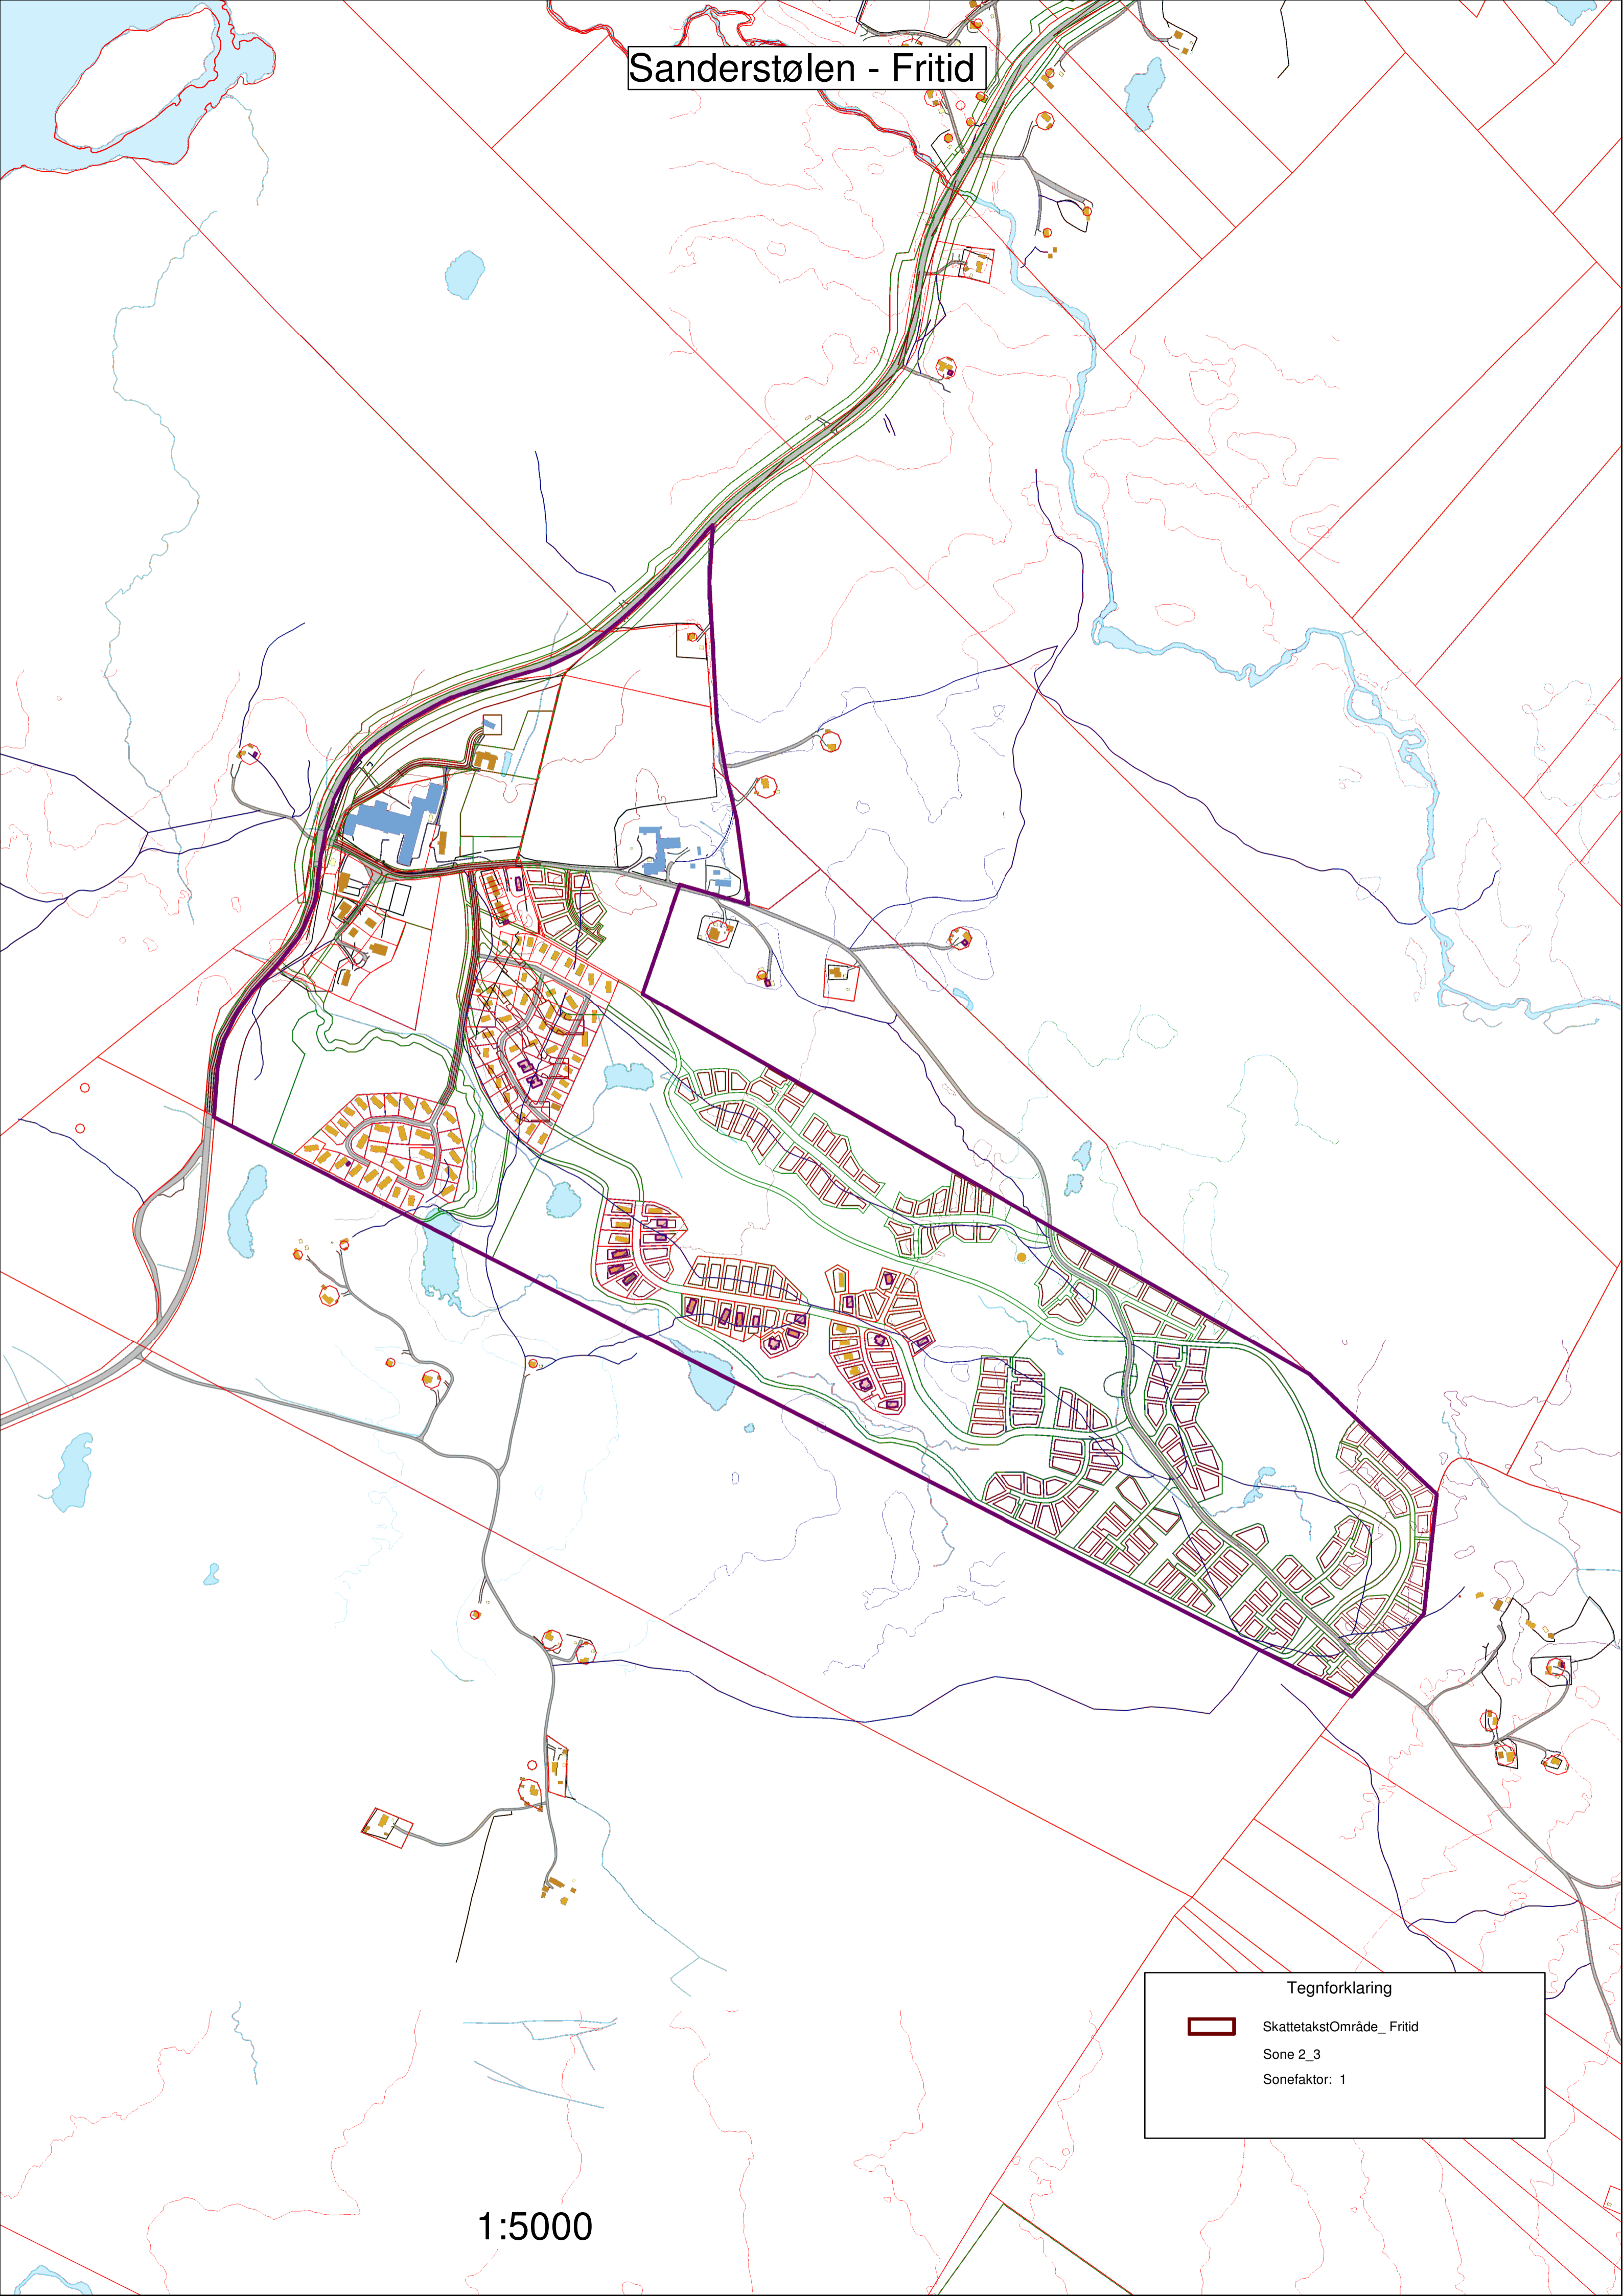 Sanderstølen - Fritid
Tegnforklaring
SkattetakstOmråde_ Fritid
Sone 2_3
Sonefaktor: 1
1:5000